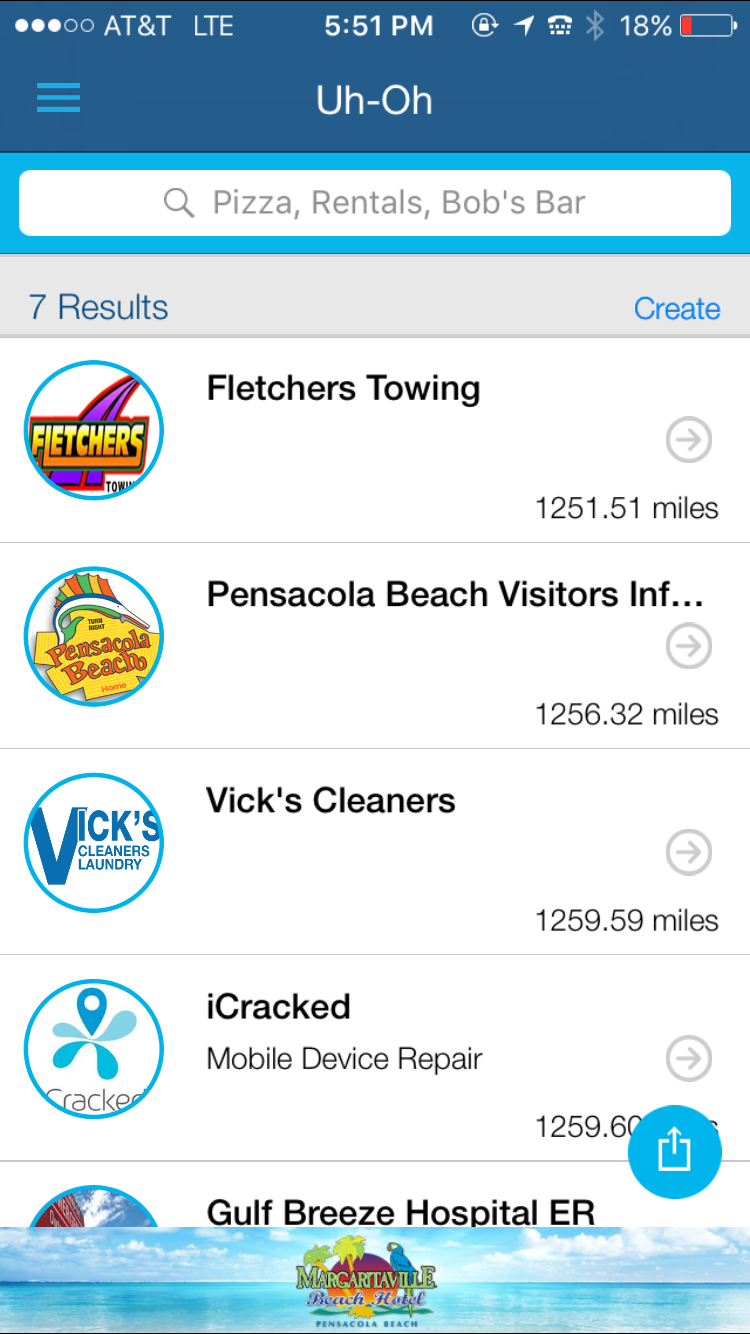 AT&T LTE 5:51 PM 18%
Uh-Oh
Pizza, Rentals, Bob's Bar
7 Results
Create
FLETCHERS
TOWIN
Fletchers Towing
1251.51 miles
TURN
RIGHT
Pensacola
Beach
Home
Pensacola Beach Visitors Inf...
1256.32 miles
VICK'S
CLEANERS
LAUNDRY
Vick's Cleaners
1259.59 miles
Cracked
iCracked
Mobile Device Repair
1259.60
Gulf Breeze Hospital ER
MARGARITAVILLE
Beach Hotel
PENSACOLA BEACH